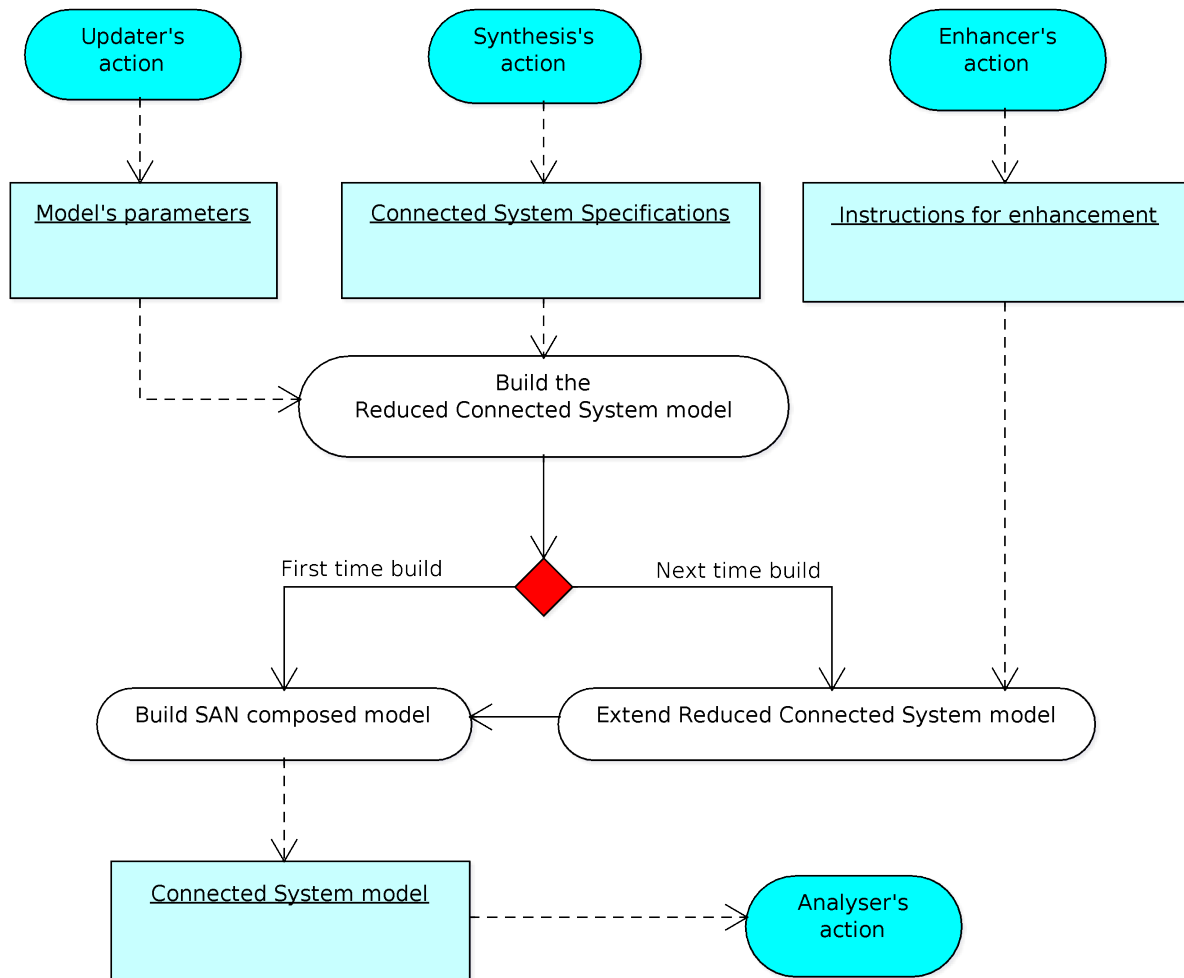 Updater's
action
Synthesis's
action
Enhancer's
action
Model's parameters
Connected System Specifications
Instructions for enhancement
Build the
Reduced Connected System model
First time build
Next time build
Build SAN composed model
Extend Reduced Connected System model
Connected System model
Analyser's
action